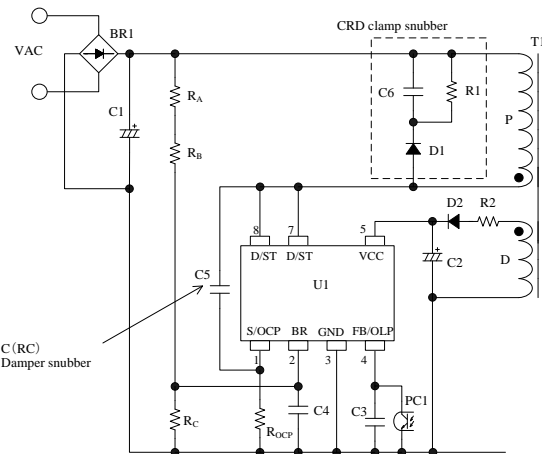 CRD clamp snubber
BR1
T1
VAC
C6
R1
C1
RA
P
RB
D1
D2
R2
8
7
5
D/ST
D/ST
VCC
C5
U1
C2
D
S/OCP
BR
GND
FB/OLP
1
2
3
4
C(RC)
Damper snubber
PC1
RC
ROCP
C4
C3